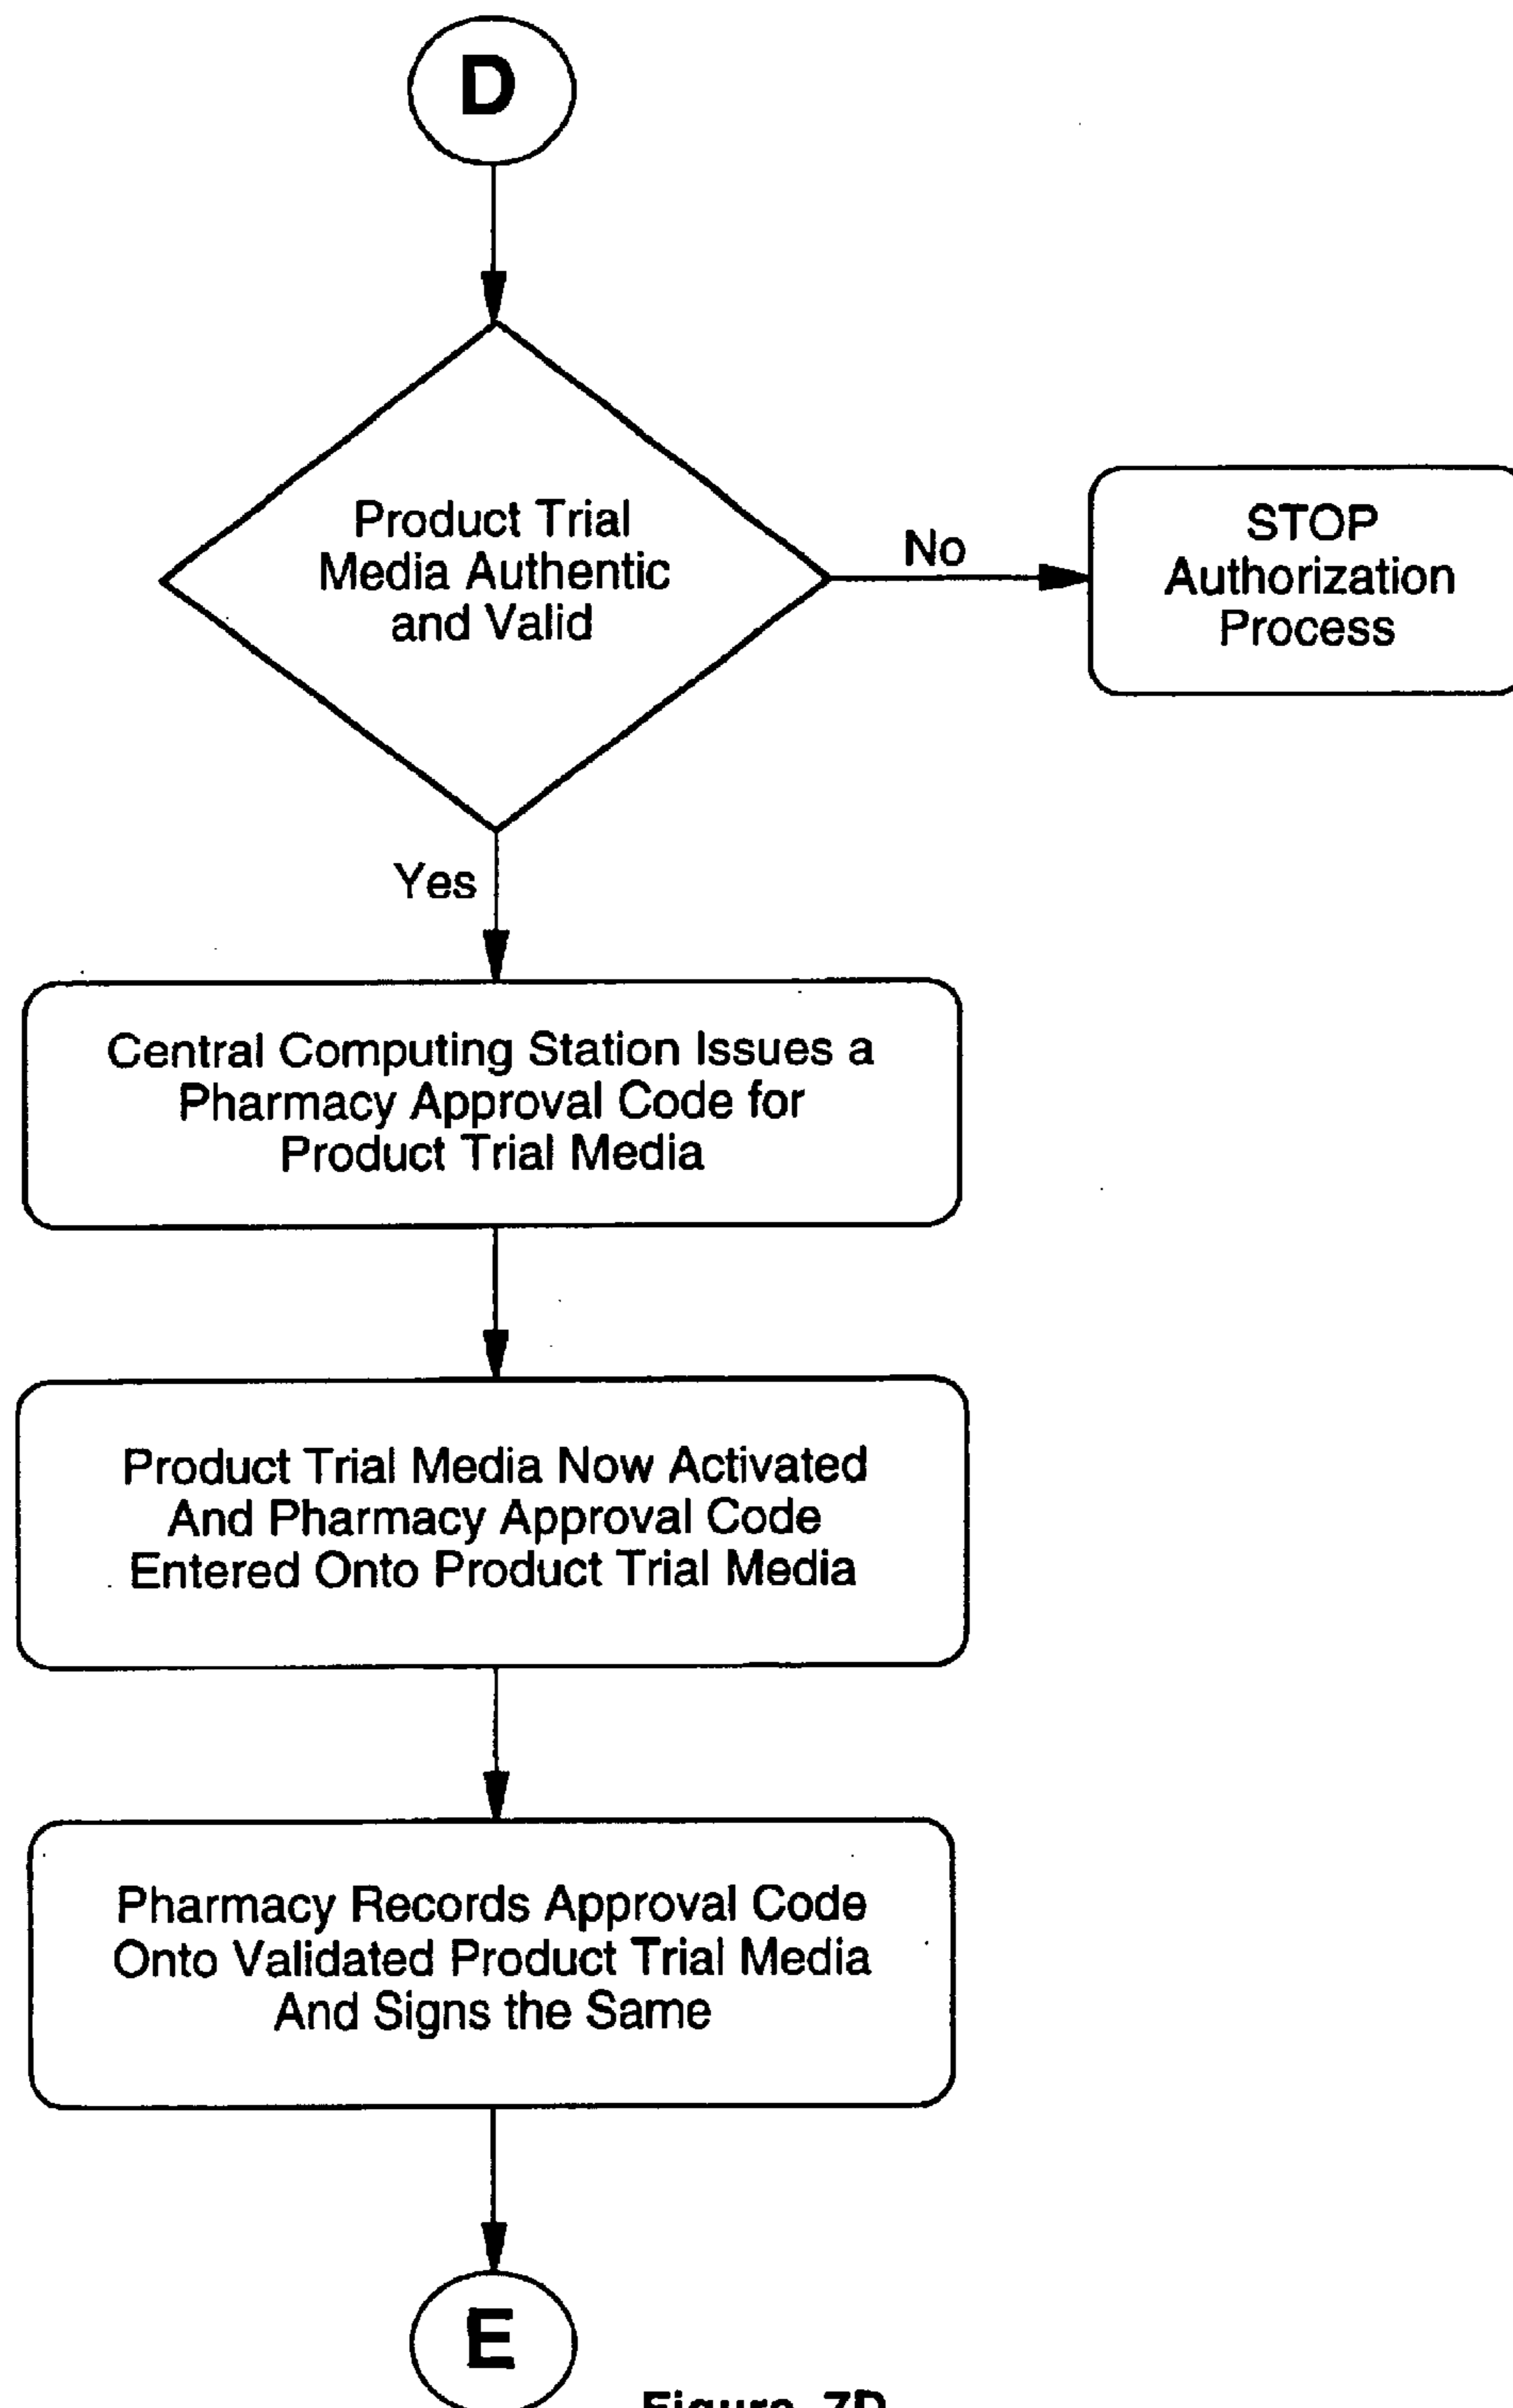 D
Product Trial
Media Authentic
and Valid
No
STOP
Authorization
Process
Yes
Central Computing Station Issues a
Pharmacy Approval Code for
Product Trial Media
Product Trial Media Now Activated
And Pharmacy Approval Code
Entered Onto Product Trial Media
Pharmacy Records Approval Code
Onto Validated Product Trial Media
And Signs the Same
E
Figure 7D